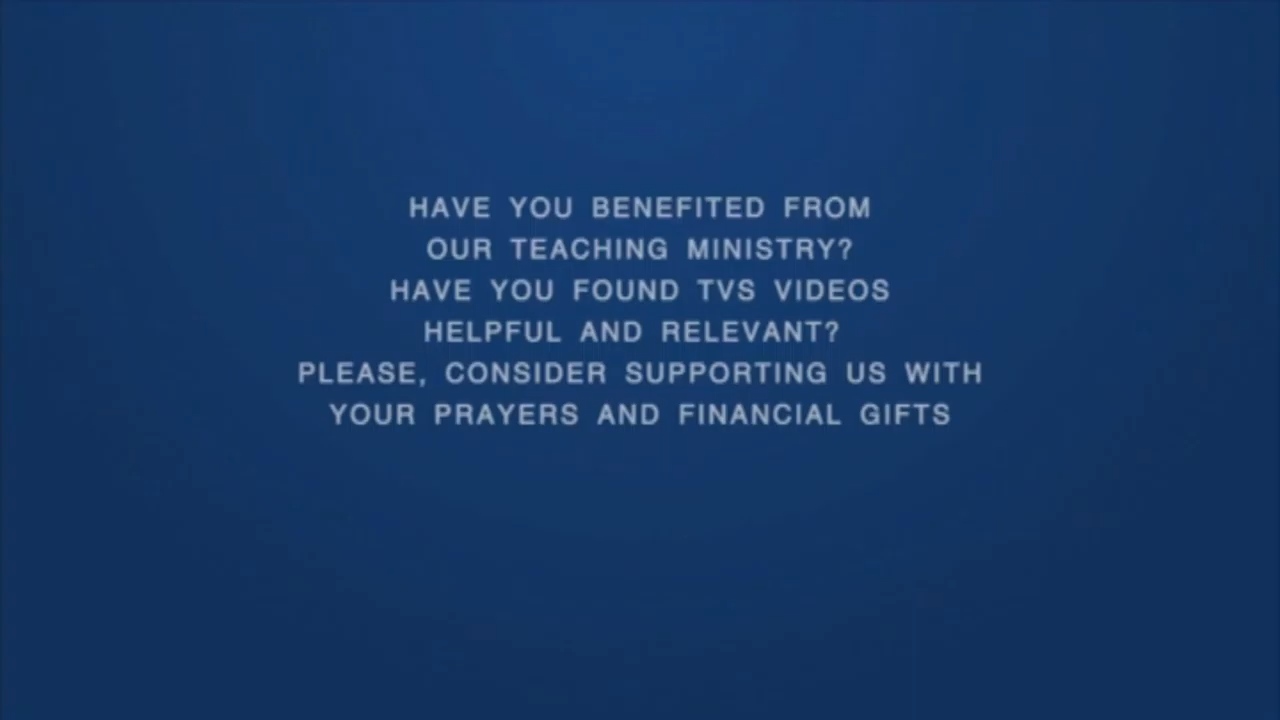 HAVE YOU BENEFITED FROM
OUR TEACHING MINISTRY?
HAVE YOU FOUND TVS VIDEOS
HELPFUL AND RELEVANT?
PLEASE, CONSIDER SUPPORTING US WITH
YOUR PRAYERS AND FINANCIAL GIFTS